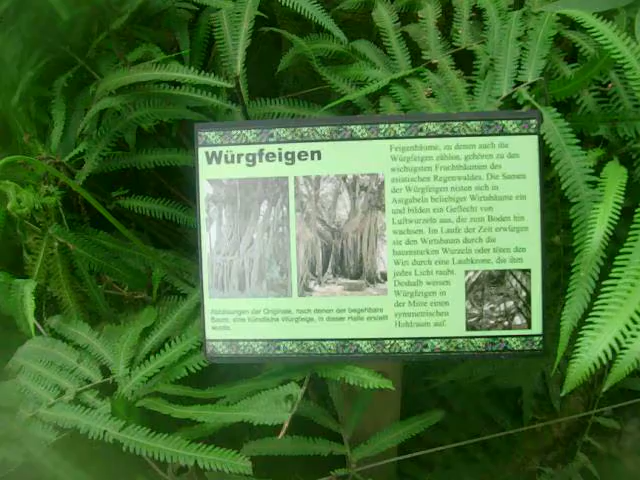 Würgfeigen
Feigenbäume, zu denen auch die
Würgfeigen zählen, gehören zu den
wichtigsten Fruchtbäumen des
asiatischen Regenwaldes. Die Samen
der Würgfeigen nisten sich in
Astgabeln beliebiger Wirtsbäume ein
und bilden ein Geflecht von
Luftwurzeln aus, die zum Boden hin
wachsen. Im Laufe der Zeit erwürgen
sie den Wirtsbaum durch die
baumstarken Wurzeln oder töten den
Wirt durch eine Laubkrone, die ihm
jedes Licht raubt.
Deshalb weisen
Würgfeigen in
der Mitte einen
symmetrischen
Hohlraum auf.
Abbildungen der Originale, nach denen der begehbare
Baum, eine künstliche Würgfeige, in dieser Halle erstellt
wurde.